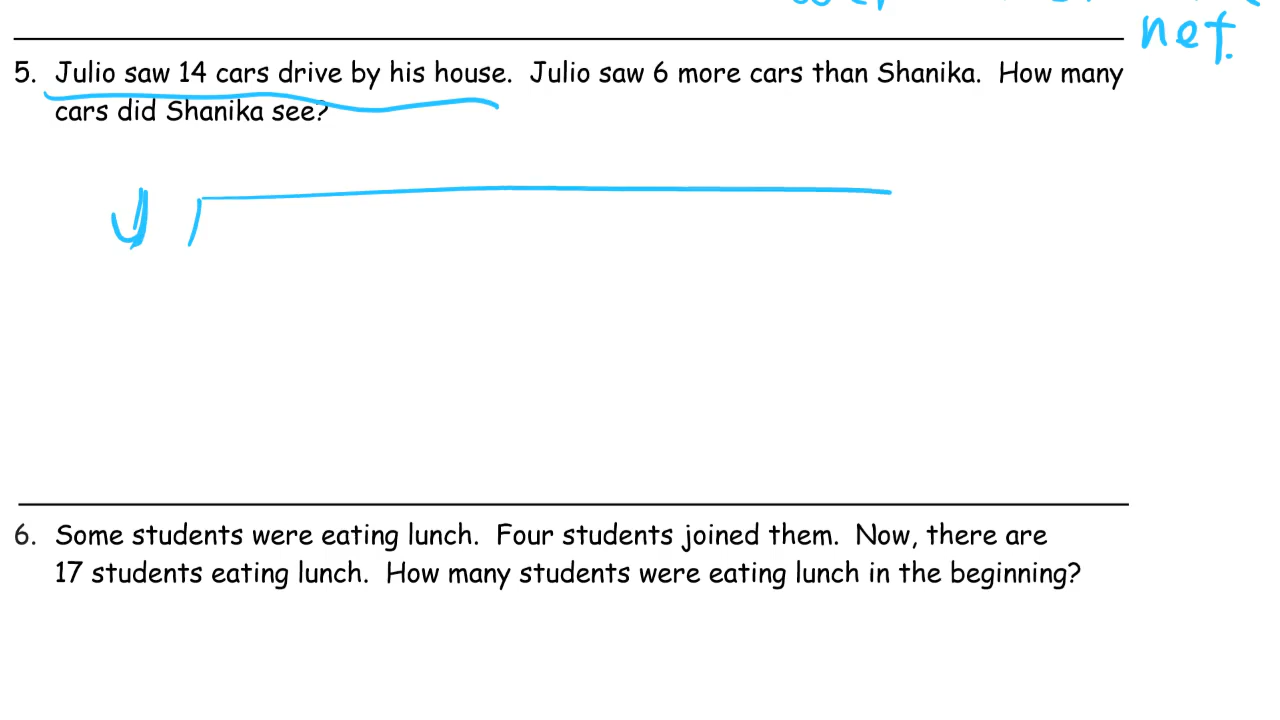 net.
5. Julio saw 14 cars drive by his house. Julio saw 6 more cars than Shanika. How many
cars did Shanika see?
J
6. Some students were eating lunch. Four students joined them. Now, there are
17 students eating lunch. How many students were eating lunch in the beginning?